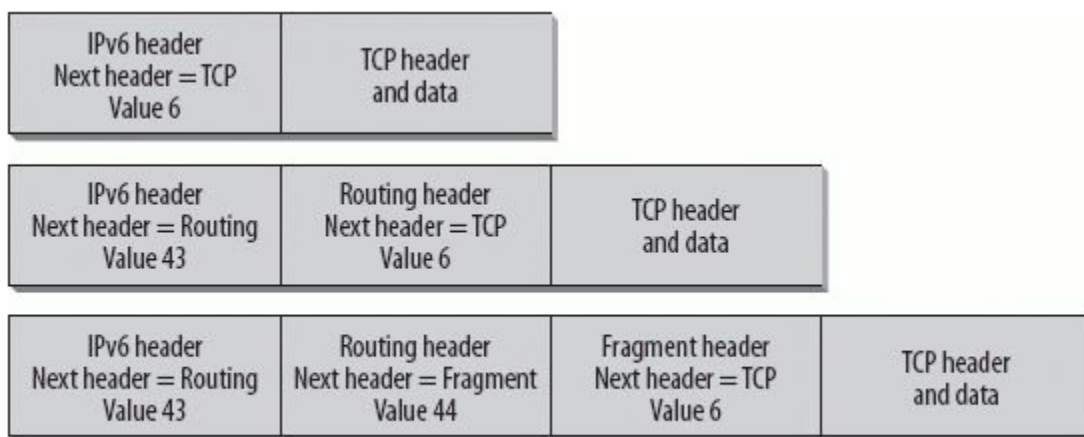 IPv6 header
Next header = TCP
Value 6
TCP header
and data
IPv6 header
Next header = Routing
Value 43
Routing header
Next header = TCP
Value 6
TCP header
and data
IPv6 header
Next header = Routing
Value 43
Routing header
Next header = Fragment
Value 44
Fragment header
Next header = TCP
Value 6
TCP header
and data